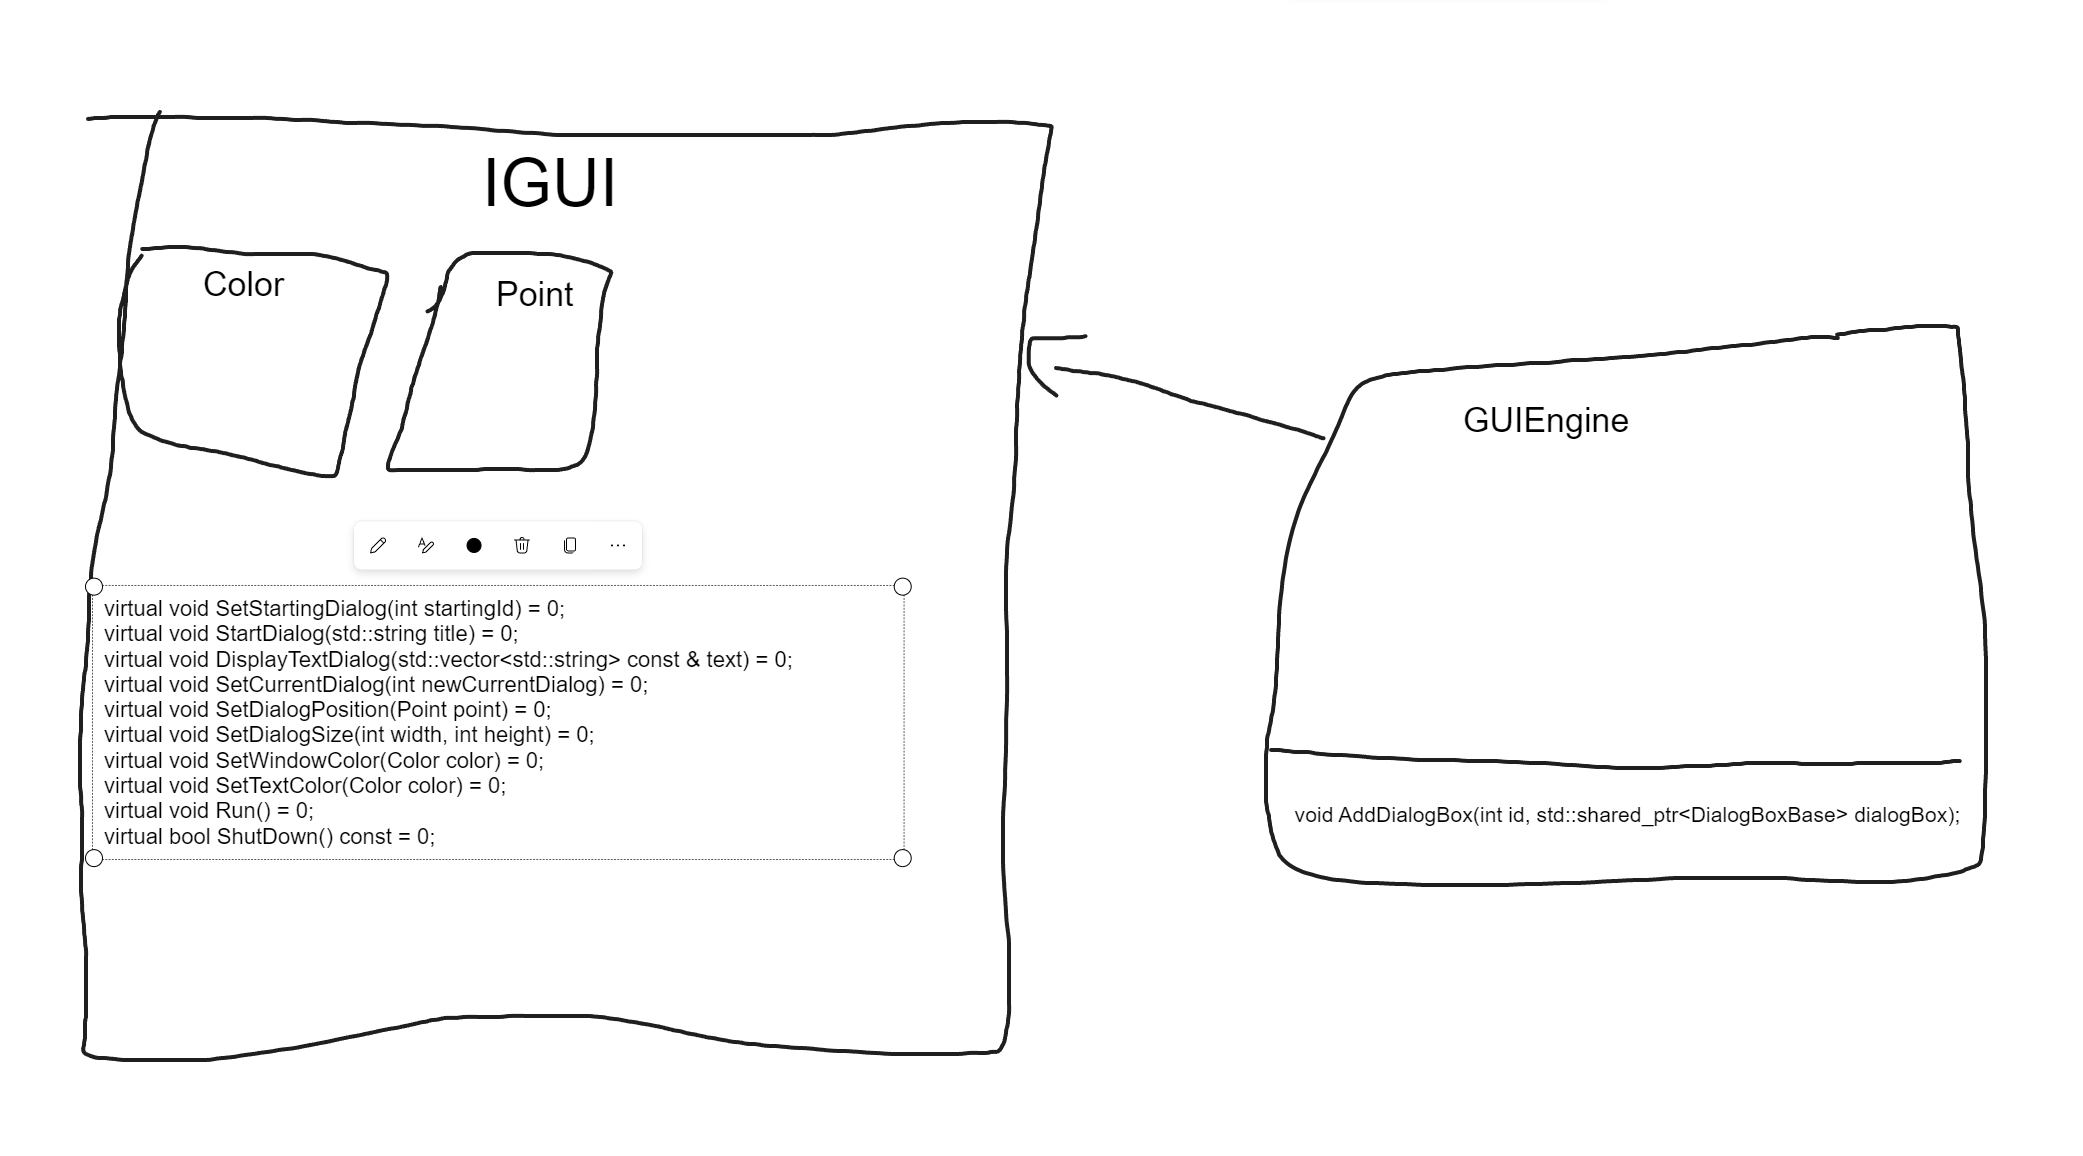 IGUI
Color
Point
GUIEngine
virtual void SetStartingDialog(int startingId) = 0;
virtual void StartDialog(std::string title) = 0;
virtual void DisplayTextDialog(std::vector<std::string> const & text) = 0;
virtual void SetCurrentDialog(int newCurrentDialog) = 0;
virtual void SetDialogPosition(Point point) = 0;
virtual void SetDialogSize(int width, int height) = 0;
virtual void SetWindowColor(Color color) = 0;
virtual void SetTextColor(Color color) = 0;
virtual void Run() = 0;
virtual bool ShutDown() const = 0;
void AddDialogBox(int id, std::shared_ptr<DialogBoxBase> dialogBox);